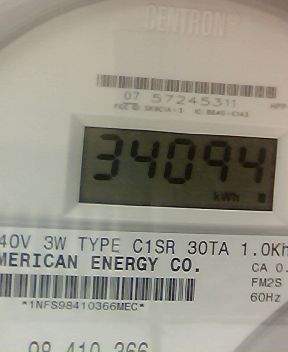 CENTRON®
07 57245311
34094
kWh
40V 3W TYPE C1SR 30TA 1.0Kh
MERICAN ENERGY CO.
CA 0.
FM2S
*1NFS98410366MEC*
60Hz
98 410 366